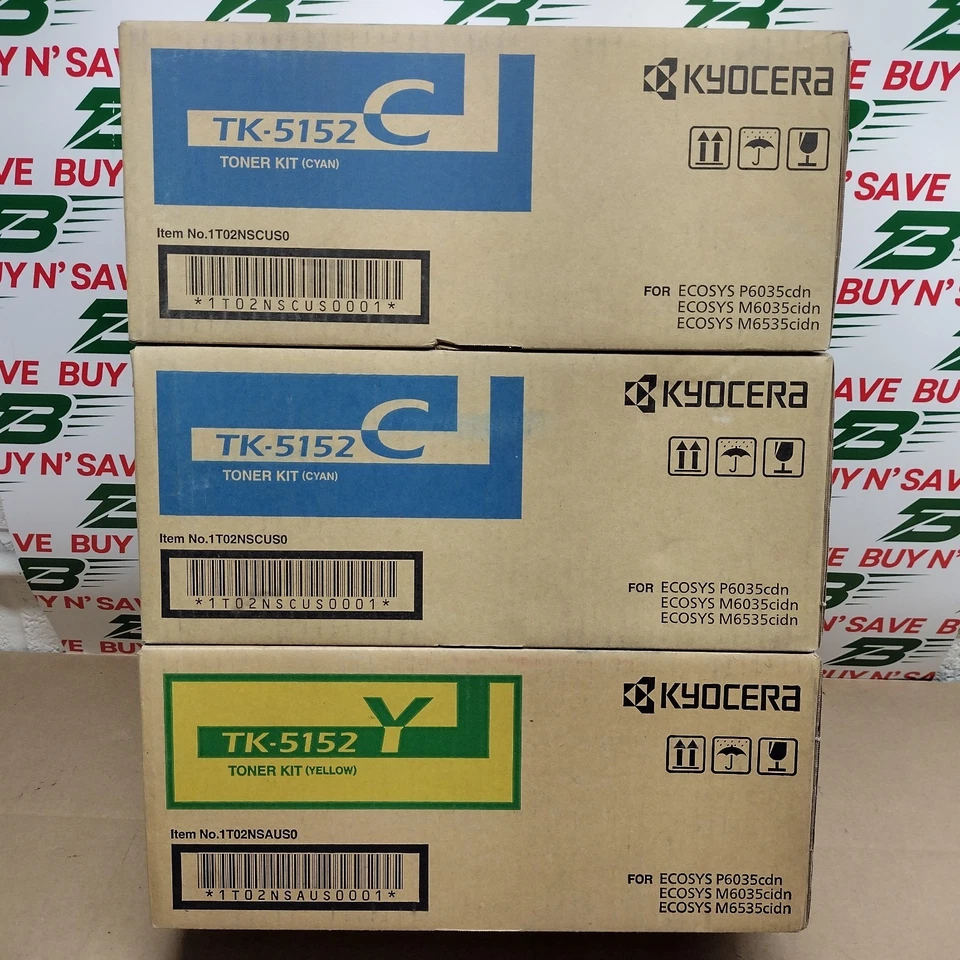 KYOCERA
TK-5152 C
TONER KIT (CYAN)
Item No.1T02NSCUS0
*1T02NSCUS0001*
FOR ECOSYS P6035cdn
ECOSYS M6035cidn
ECOSYS M6535cidn
KYOCERA
TK-5152 C
TONER KIT (CYAN)
Item No.1T02NSCUS0
*1T02NSCUS0001*
FOR ECOSYS P6035cdn
ECOSYS M6035cidn
ECOSYS M6535cidn
KYOCERA
TK-5152 Y
TONER KIT (YELLOW)
Item No.1T02NSAUS0
*1T02NSAUS0001*
FOR ECOSYS P6035cdn
ECOSYS M6035cidn
ECOSYS M6535cidn
BUY N' SAVE